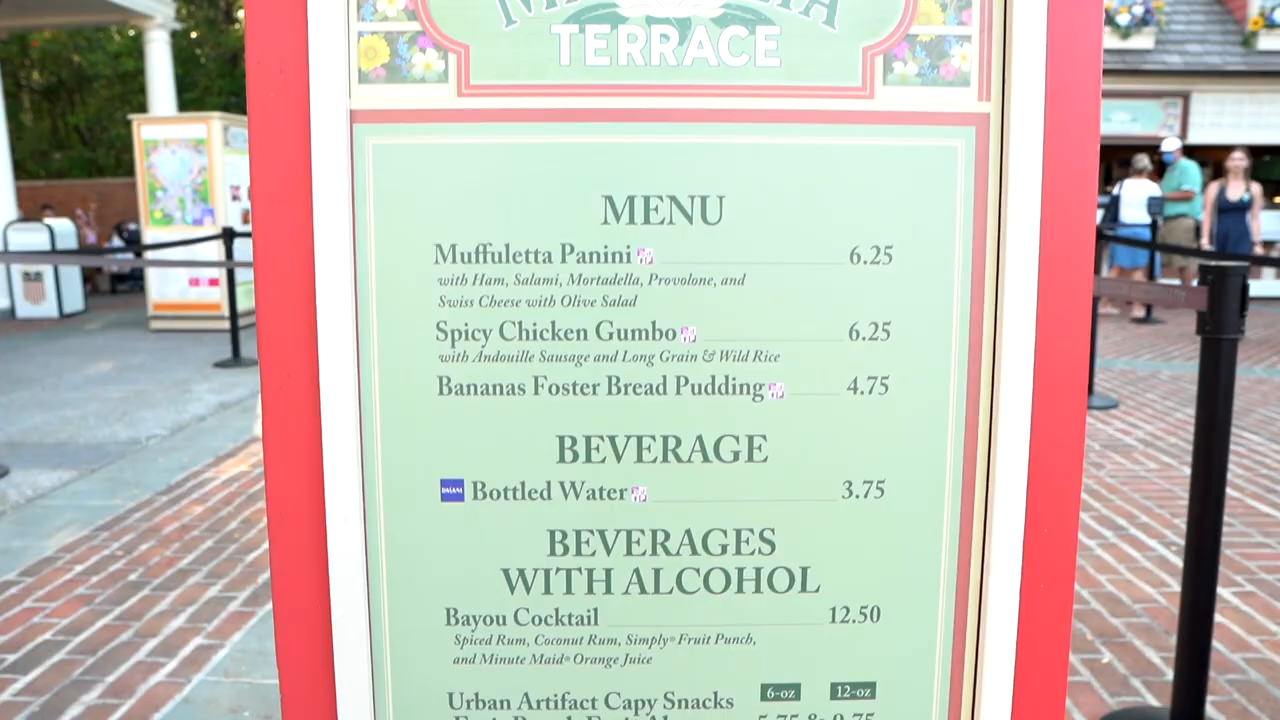 TERRACE
MENU
Muffuletta Panini 6.25
with Ham, Salami, Mortadella, Provolone, and
Swiss Cheese with Olive Salad
Spicy Chicken Gumbo 6.25
with Andouille Sausage and Long Grain & Wild Rice
Bananas Foster Bread Pudding 4.75
BEVERAGE
DASANI Bottled Water 3.75
BEVERAGES
WITH ALCOHOL
Bayou Cocktail 12.50
Spiced Rum, Coconut Rum, Simply® Fruit Punch,
and Minute Maid® Orange Juice
Urban Artifact Capy Snacks 6-oz 12-oz